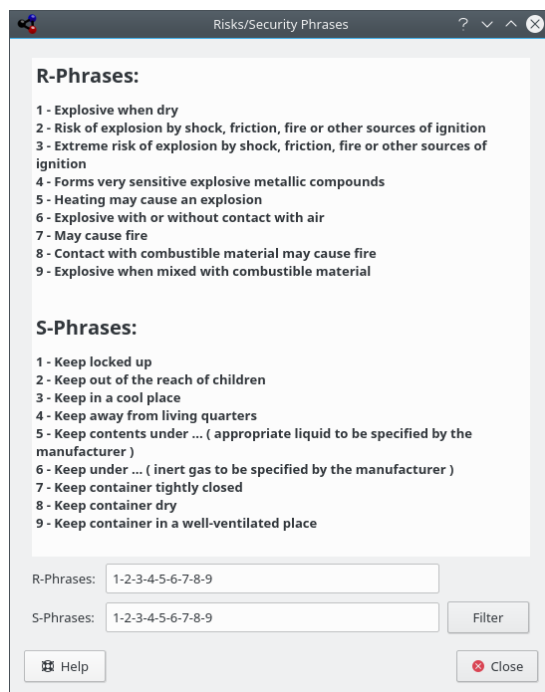 Risks/Security Phrases
R-Phrases:
1 - Explosive when dry
2 - Risk of explosion by shock, friction, fire or other sources of ignition
3 - Extreme risk of explosion by shock, friction, fire or other sources of
ignition
4 - Forms very sensitive explosive metallic compounds
5 - Heating may cause an explosion
6 - Explosive with or without contact with air
7 - May cause fire
8 - Contact with combustible material may cause fire
9 - Explosive when mixed with combustible material
S-Phrases:
1 - Keep locked up
2 - Keep out of the reach of children
3 - Keep in a cool place
4 - Keep away from living quarters
5 - Keep contents under ... ( appropriate liquid to be specified by the
manufacturer )
6 - Keep under ... ( inert gas to be specified by the manufacturer )
7 - Keep container tightly closed
8 - Keep container dry
9 - Keep container in a well-ventilated place
R-Phrases: 1-2-3-4-5-6-7-8-9
S-Phrases: 1-2-3-4-5-6-7-8-9 Filter
Help Close